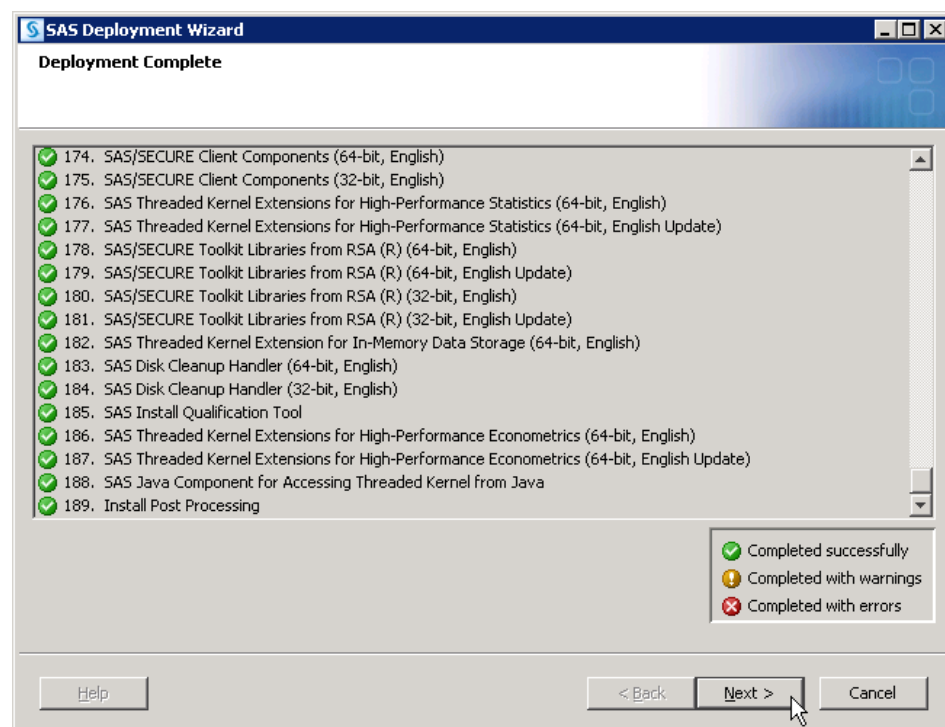 SAS Deployment Wizard
Deployment Complete
174. SAS/SECURE Client Components (64-bit, English)
175. SAS/SECURE Client Components (32-bit, English)
176. SAS Threaded Kernel Extensions for High-Performance Statistics (64-bit, English)
177. SAS Threaded Kernel Extensions for High-Performance Statistics (64-bit, English Update)
178. SAS/SECURE Toolkit Libraries from RSA (R) (64-bit, English)
179. SAS/SECURE Toolkit Libraries from RSA (R) (64-bit, English Update)
180. SAS/SECURE Toolkit Libraries from RSA (R) (32-bit, English)
181. SAS/SECURE Toolkit Libraries from RSA (R) (32-bit, English Update)
182. SAS Threaded Kernel Extension for In-Memory Data Storage (64-bit, English)
183. SAS Disk Cleanup Handler (64-bit, English)
184. SAS Disk Cleanup Handler (32-bit, English)
185. SAS Install Qualification Tool
186. SAS Threaded Kernel Extensions for High-Performance Econometrics (64-bit, English)
187. SAS Threaded Kernel Extensions for High-Performance Econometrics (64-bit, English Update)
188. SAS Java Component for Accessing Threaded Kernel from Java
189. Install Post Processing
Completed successfully
Completed with warnings
Completed with errors
Help
< Back
Next >
Cancel